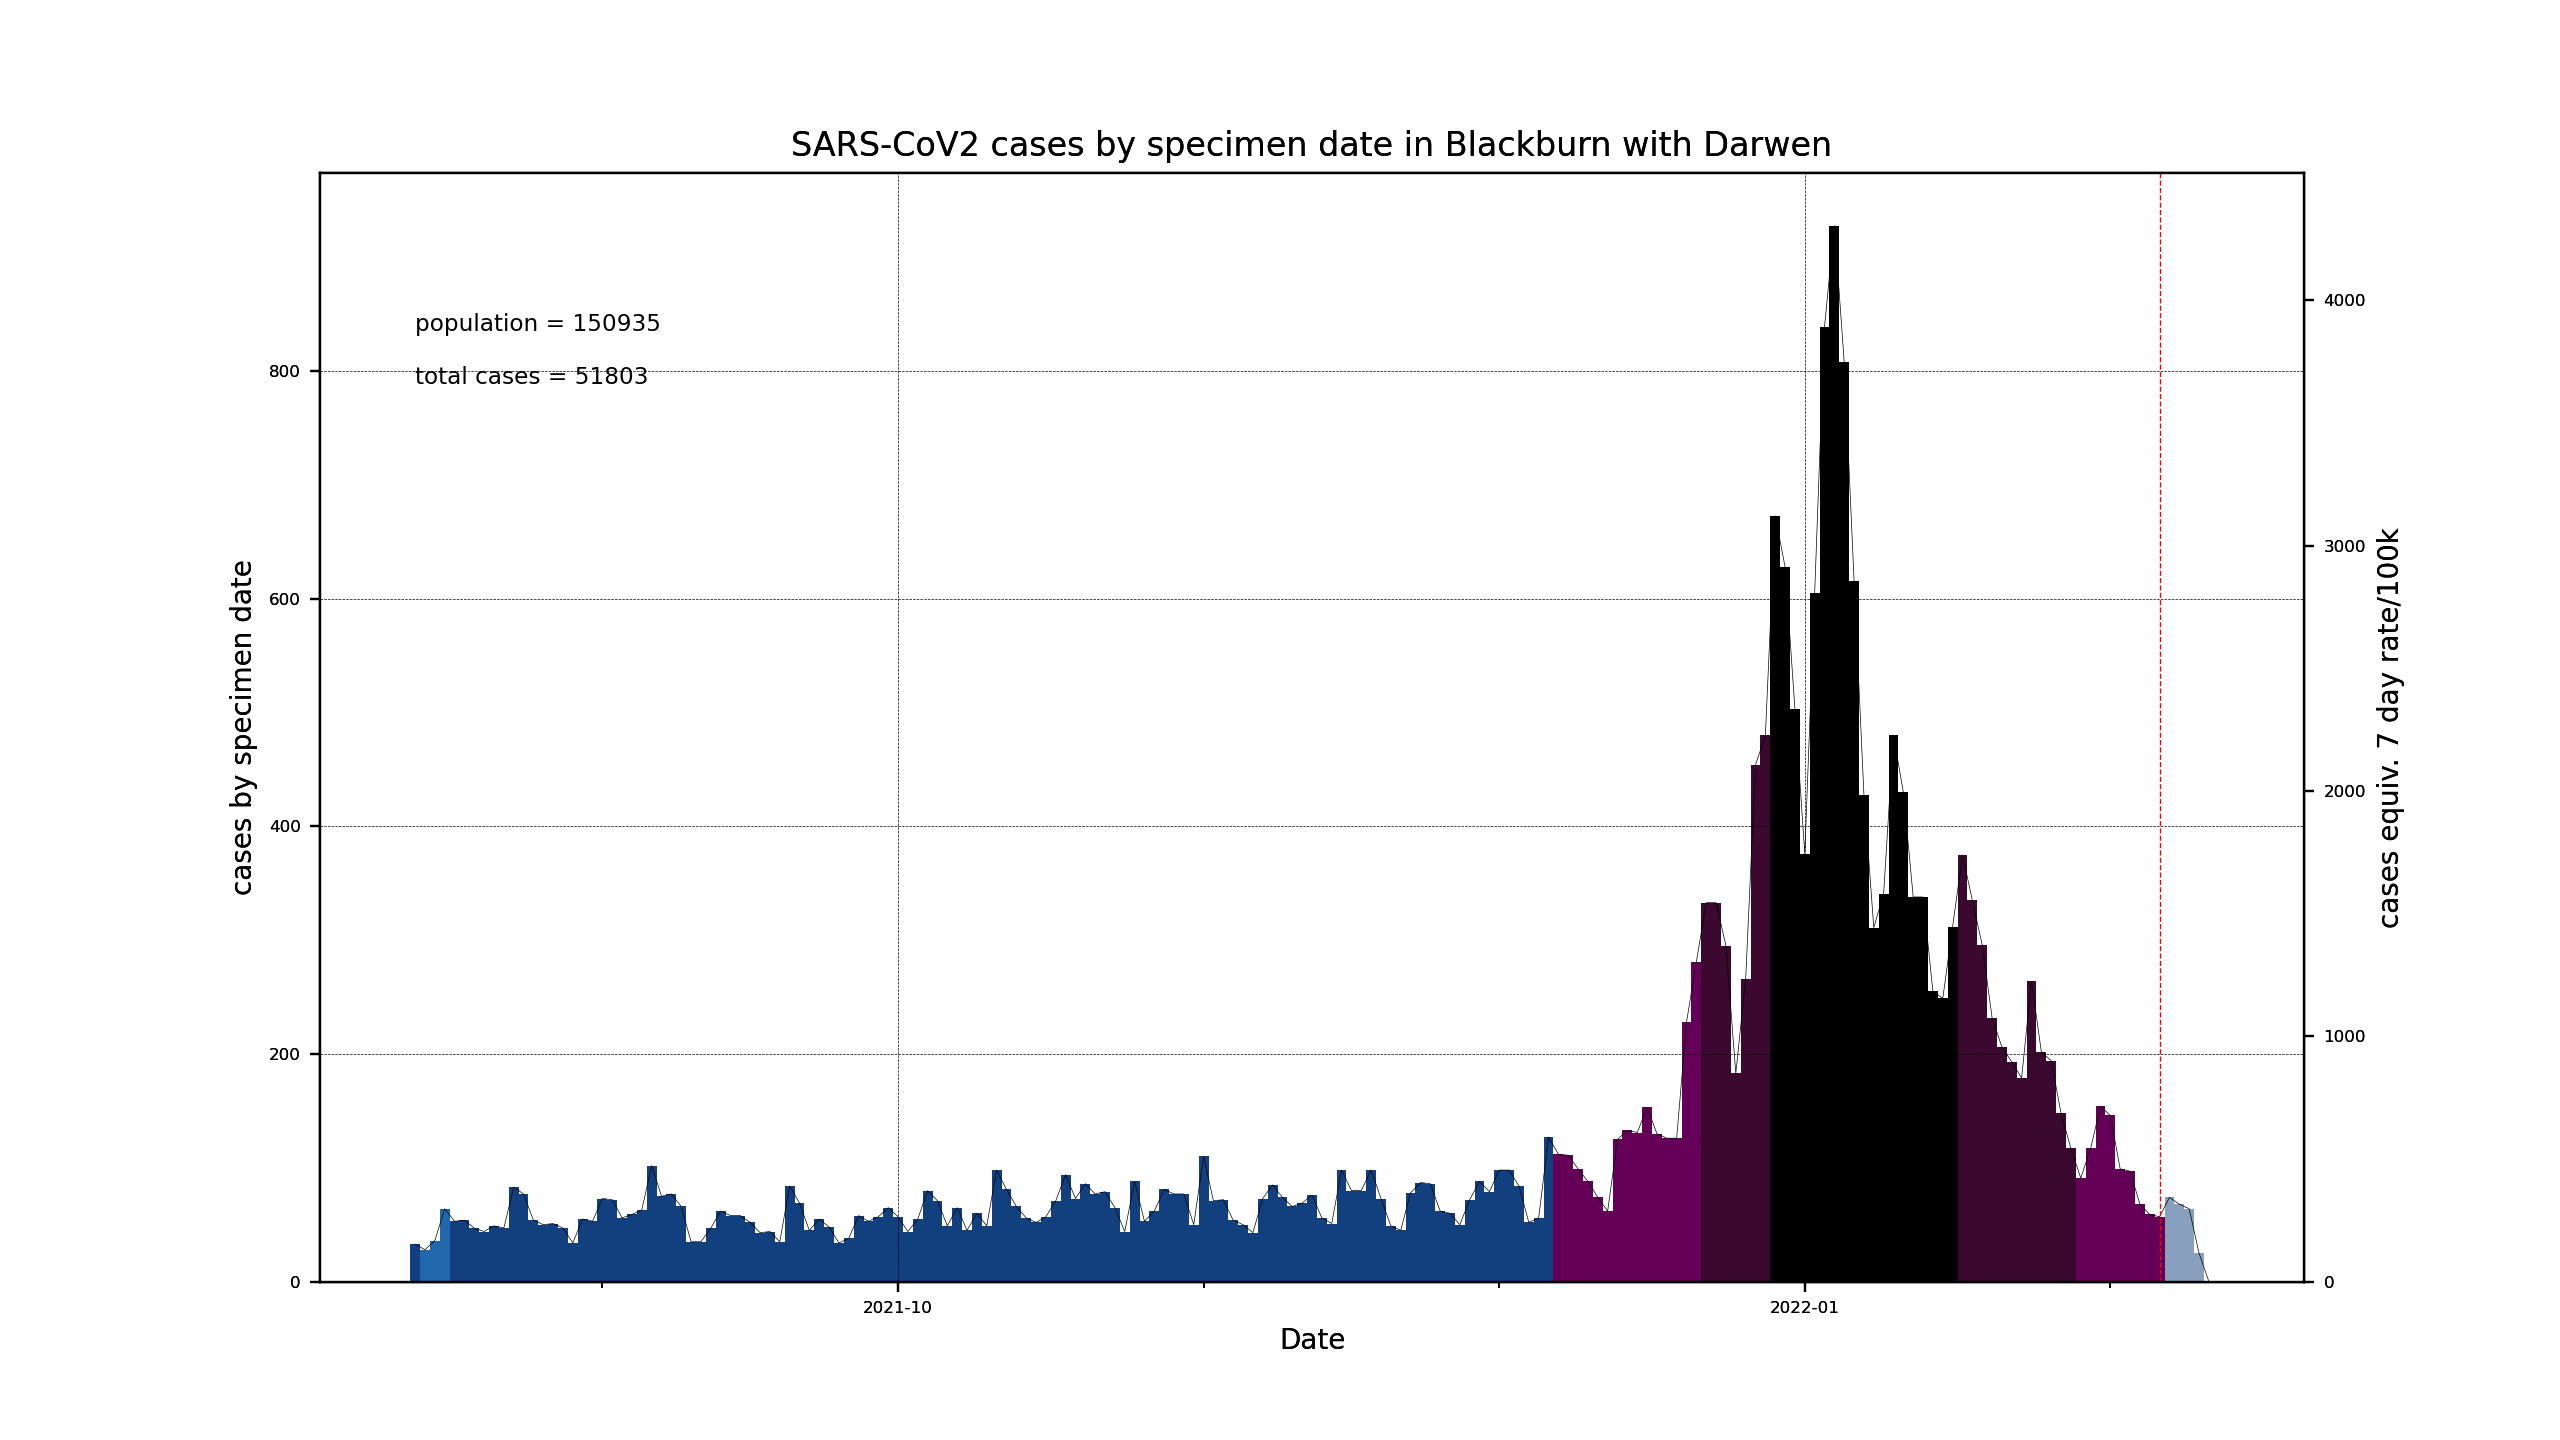 SARS-CoV2 cases by specimen date in Blackburn with Darwen
population = 150935
total cases = 51803
cases by specimen date
800
600
400
200
0
4000
3000
2000
1000
0
cases equiv. 7 day rate/100k
2021-10
2022-01
Date